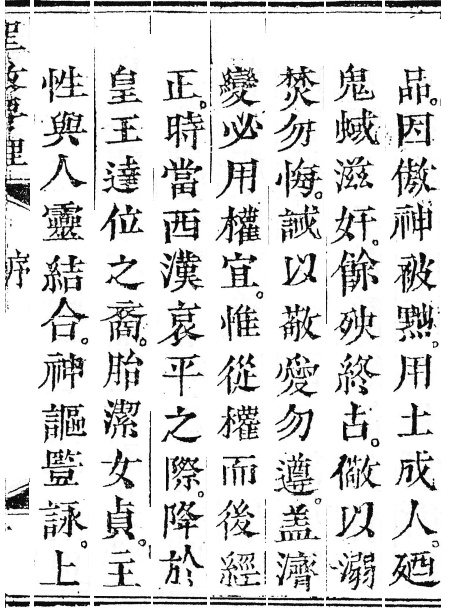 品。因傲神被黜。用土成人。廼
鬼蜮滋奸。餘殃終古。儆以溺
焚勿悔。誡以敬愛勿遵。盖濟
變必用權宜。惟從權而後經
正。時當西漢哀平之際。降於
皇王達位之裔。胎潔女貞。主
性與人靈結合。神謳暨詠。上
序